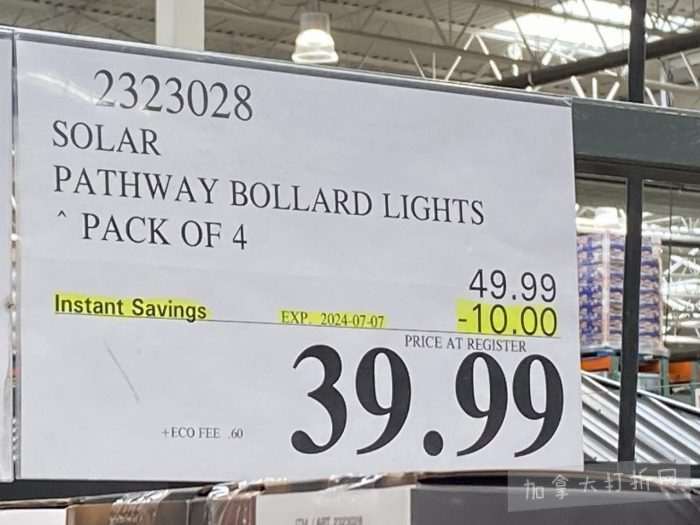 2323028
SOLAR
PATHWAY BOLLARD LIGHTS
^ PACK OF 4
49.99
Instant Savings EXP. 2024-07-07 -10.00
PRICE AT REGISTER
39.99
+ECO FEE .60
加拿大打折网